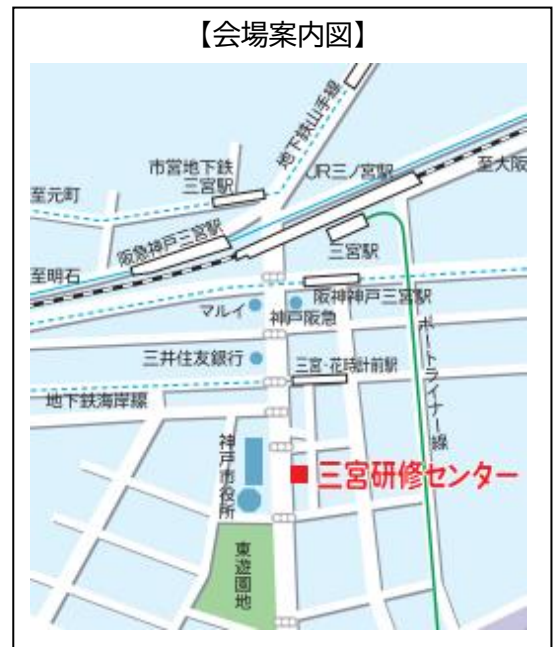 【会場案内図】
地下鉄山手線
市営地下鉄
三宮駅
JR三ノ宮駅
至大阪
至元町
阪急神戸三宮駅
三宮駅
至明石
阪神神戸三宮駅
マルイ
神戸阪急
ポートライナー線
三井住友銀行
三宮・花時計前駅
地下鉄海岸線
神戸市役所
三宮研修センター
東遊園地